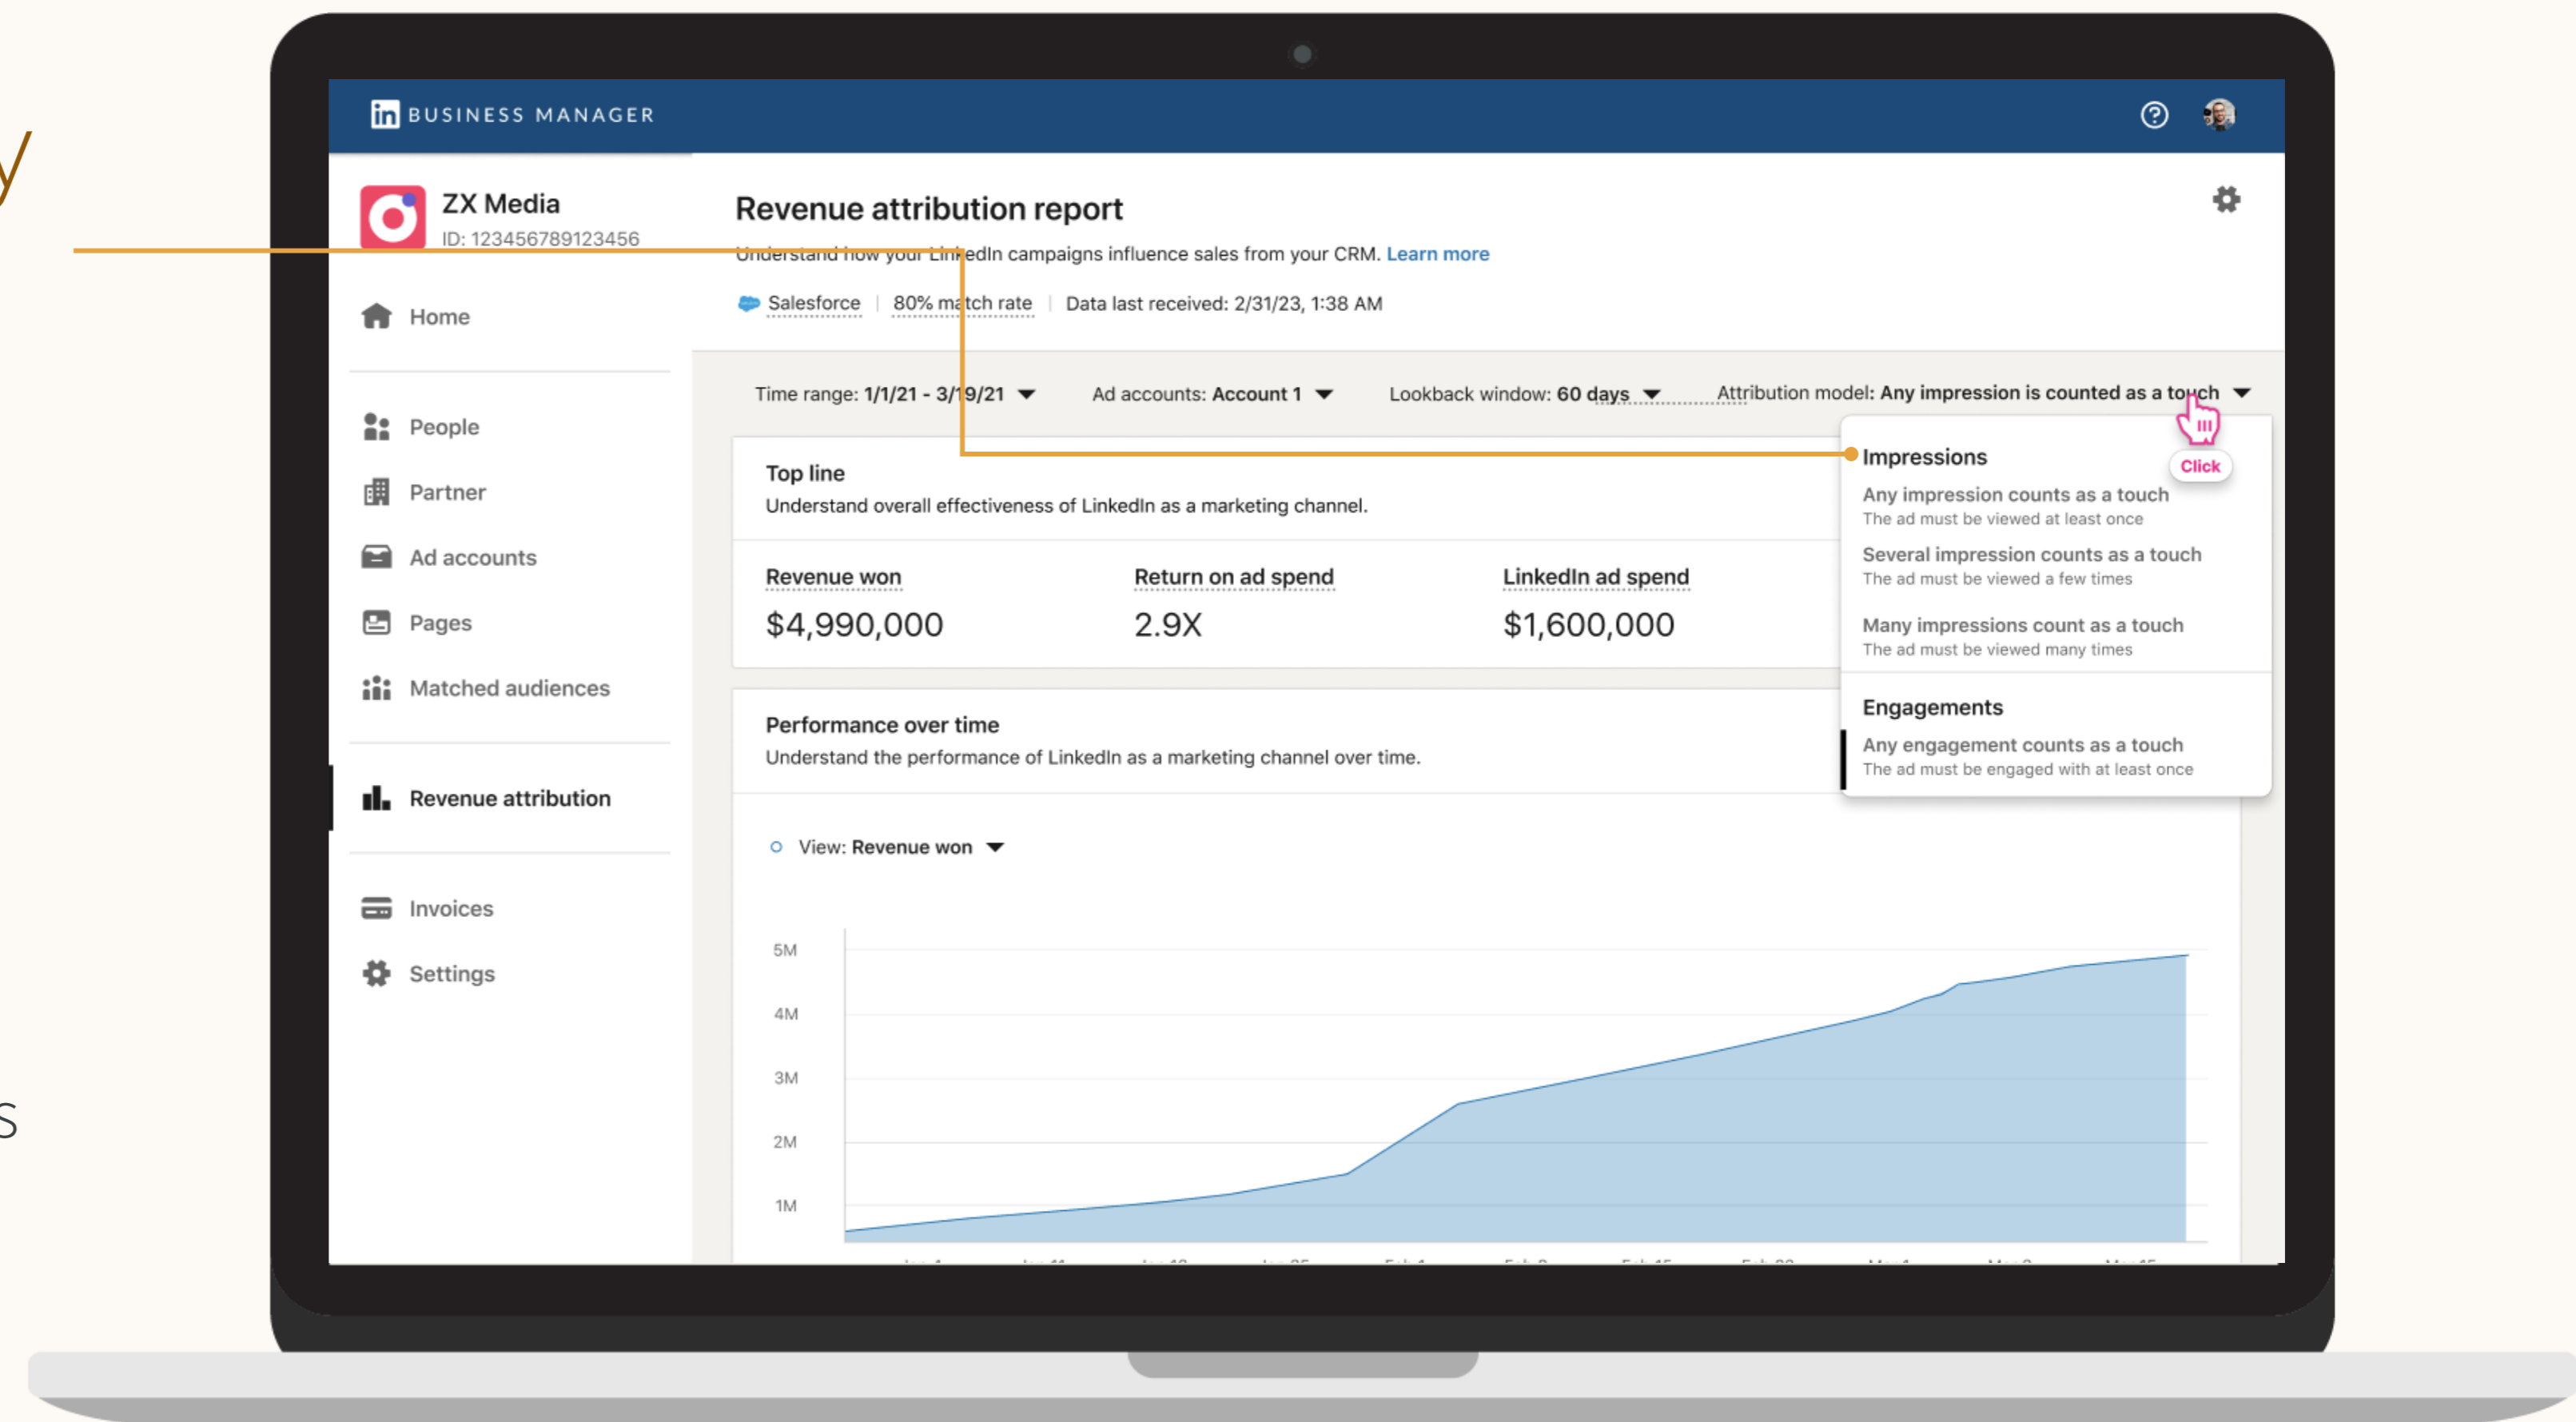 y
s
in BUSINESS MANAGER
ZX Media
ID: 123456789123456
Home
People
Partner
Ad accounts
Pages
Matched audiences
Revenue attribution
Invoices
Settings
Revenue attribution report
Understand how your LinkedIn campaigns influence sales from your CRM. Learn more
Salesforce | 80% match rate | Data last received: 2/31/23, 1:38 AM
Time range: 1/1/21 - 3/19/21 Ad accounts: Account 1 Lookback window: 60 days Attribution model: Any impression is counted as a touch
Click
Impressions
Any impression counts as a touch
The ad must be viewed at least once
Several impression counts as a touch
The ad must be viewed a few times
Many impressions count as a touch
The ad must be viewed many times
Engagements
Any engagement counts as a touch
The ad must be engaged with at least once
Top line
Understand overall effectiveness of LinkedIn as a marketing channel.
Revenue won Return on ad spend LinkedIn ad spend
$4,990,000 2.9X $1,600,000
Performance over time
Understand the performance of LinkedIn as a marketing channel over time.
View: Revenue won
5M
4M
3M
2M
1M